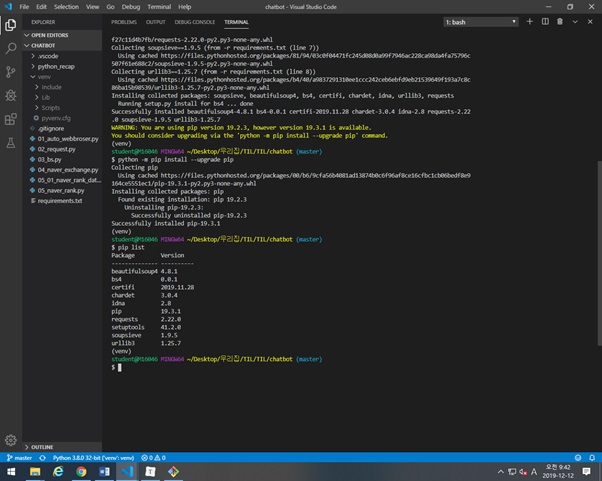 File Edit Selection View Go Debug Terminal Help
chatbot - Visual Studio Code
EXPLORER
OPEN EDITORS
CHATBOT
.vscode
python_recap
venv
Include
Lib
Scripts
pyvenv.cfg
.gitignore
01_auto_webbroser.py
02_request.py
03_bs.py
04_naver_exchange.py
05_01_naver_rank_dat...
05_naver_rank.py
requirements.txt
OUTLINE
PROBLEMS OUTPUT DEBUG CONSOLE TERMINAL
1: bash
f27c11d4b7fb/requests-2.22.0-py2.py3-none-any.whl
Collecting soupsieve==1.9.5 (from -r requirements.txt (line 7))
Using cached https://files.pythonhosted.org/packages/81/94/03c0f04471fc245d08d0a99f7946ac228ca98da4fa75796c
507f61e688c2/soupsieve-1.9.5-py2.py3-none-any.whl
Collecting urllib3==1.25.7 (from -r requirements.txt (line 8))
Using cached https://files.pythonhosted.org/packages/b4/40/a9837291310ee1ccc242ceb6ebfd9eb21539649f193a7c8c
86ba15b98539/urllib3-1.25.7-py2.py3-none-any.whl
Installing collected packages: soupsieve, beautifulsoup4, bs4, certifi, chardet, idna, urllib3, requests
Running setup.py install for bs4 ... done
Successfully installed beautifulsoup4-4.8.1 bs4-0.0.1 certifi-2019.11.28 chardet-3.0.4 idna-2.8 requests-2.22
.0 soupsieve-1.9.5 urllib3-1.25.7
WARNING: You are using pip version 19.2.3, however version 19.3.1 is available.
You should consider upgrading via the 'python -m pip install --upgrade pip' command.
(venv)
student@M16046 MINGW64 ~/Desktop/우리집/TIL/TIL/chatbot (master)
$ python -m pip install --upgrade pip
Collecting pip
Using cached https://files.pythonhosted.org/packages/00/b6/9cfa56b4081ad13874b0c6f96af8ce16cfbc1cb06bedf8e9
164ce5551ec1/pip-19.3.1-py2.py3-none-any.whl
Installing collected packages: pip
Found existing installation: pip 19.2.3
Uninstalling pip-19.2.3:
Successfully uninstalled pip-19.2.3
Successfully installed pip-19.3.1
(venv)
student@M16046 MINGW64 ~/Desktop/우리집/TIL/TIL/chatbot (master)
$ pip list
Package Version
-------------- ----------
beautifulsoup4 4.8.1
bs4 0.0.1
certifi 2019.11.28
chardet 3.0.4
idna 2.8
pip 19.3.1
requests 2.22.0
setuptools 41.2.0
soupsieve 1.9.5
urllib3 1.25.7
(venv)
student@M16046 MINGW64 ~/Desktop/우리집/TIL/TIL/chatbot (master)
$
master Python 3.8.0 32-bit ('venv': venv) 0 0
A 오전 9:42
2019-12-12